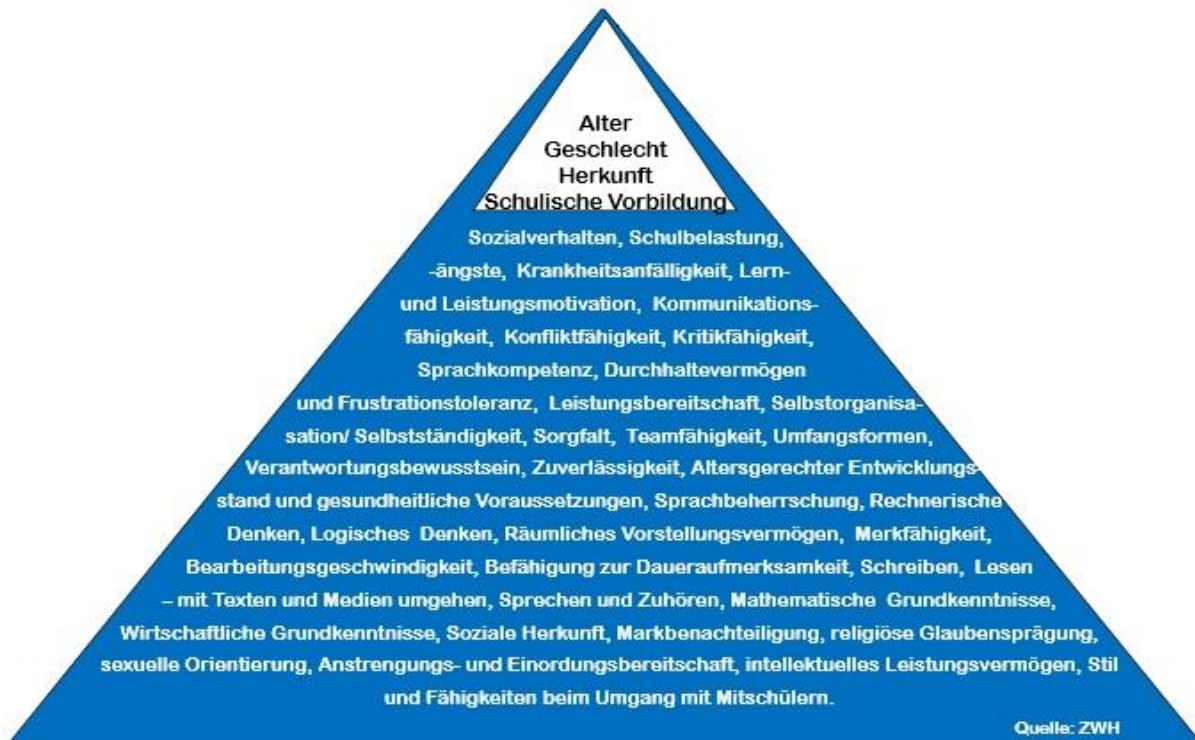 Alter
Geschlecht
Herkunft
Schulische Vorbildung
Sozialverhalten, Schulbelastung,
-ängste, Krankheitsanfälligkeit, Lern-
und Leistungsmotivation, Kommunikations-
fähigkeit, Konfliktfähigkeit, Kritikfähigkeit,
Sprachkompetenz, Durchhaltevermögen
und Frustrationstoleranz, Leistungsbereitschaft, Selbstorganisa-
sation/ Selbstständigkeit, Sorgfalt, Teamfähigkeit, Umfangsformen,
Verantwortungsbewusstsein, Zuverlässigkeit, Altersgerechter Entwicklungs-
stand und gesundheitliche Voraussetzungen, Sprachbeherrschung, Rechnerische
Denken, Logisches Denken, Räumliches Vorstellungsvermögen, Merkfähigkeit,
Bearbeitungsgeschwindigkeit, Befähigung zur Daueraufmerksamkeit, Schreiben, Lesen
– mit Texten und Medien umgehen, Sprechen und Zuhören, Mathematische Grundkenntnisse,
Wirtschaftliche Grundkenntnisse, Soziale Herkunft, Markbenachteiligung, religiöse Glaubensprägung,
sexuelle Orientierung, Anstrengungs- und Einordungsbereitschaft, intellektuelles Leistungsvermögen, Stil
und Fähigkeiten beim Umgang mit Mitschülern.
Quelle: ZWH